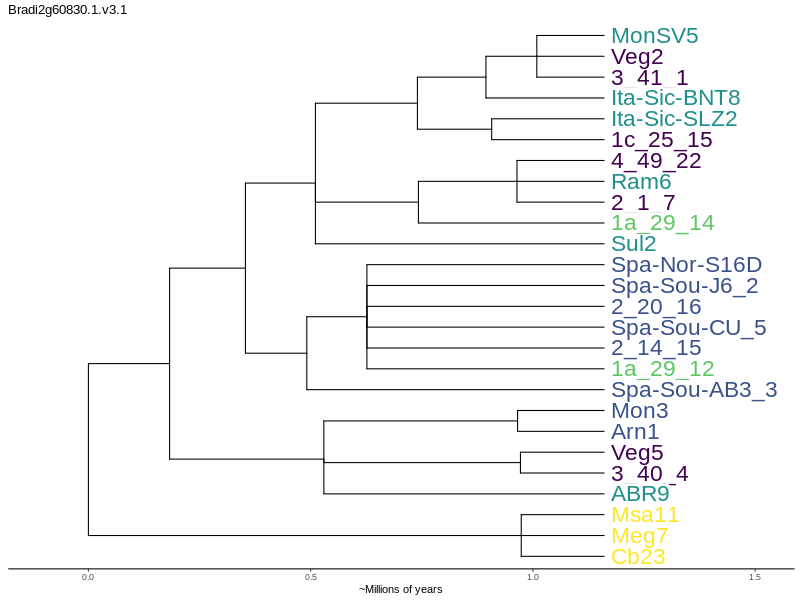 Bradi2g60830.1.v3.1
MonSV5
Veg2
3_41_1
Ita-Sic-BNT8
Ita-Sic-SLZ2
1c_25_15
4_49_22
Ram6
2_1_7
1a_29_14
Sul2
Spa-Nor-S16D
Spa-Sou-J6_2
2_20_16
Spa-Sou-CU_5
2_14_15
1a_29_12
Spa-Sou-AB3_3
Mon3
Arn1
Veg5
3_40_4
ABR9
Msa11
Meg7
Cb23
0.0 0.5 1.0 1.5
~Millions of years